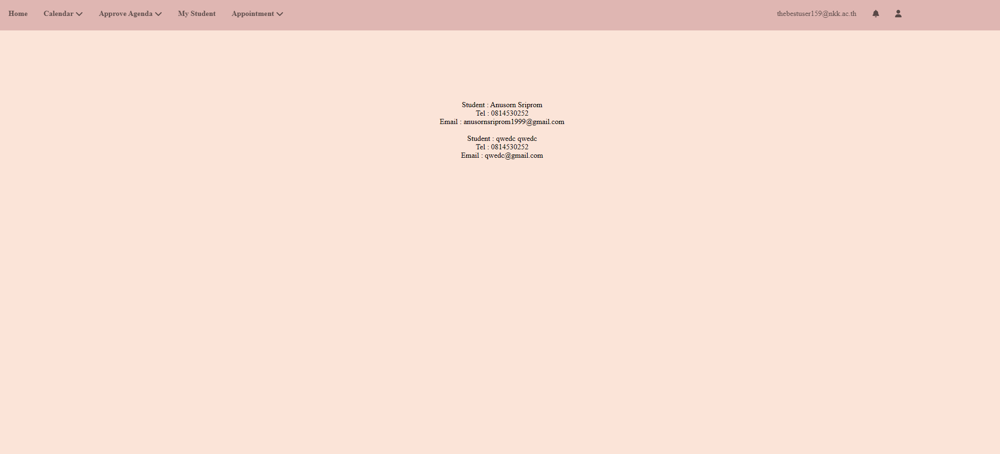 Home Calendar Approve Agenda My Student Appointment thebestuser159@nkk.ac.th
Student : Anusorn Sriprom
Tel : 0814530252
Email : anusornsriprom1999@gmail.com
Student : qwedc qwedc
Tel : 0814530252
Email : qwedc@gmail.com